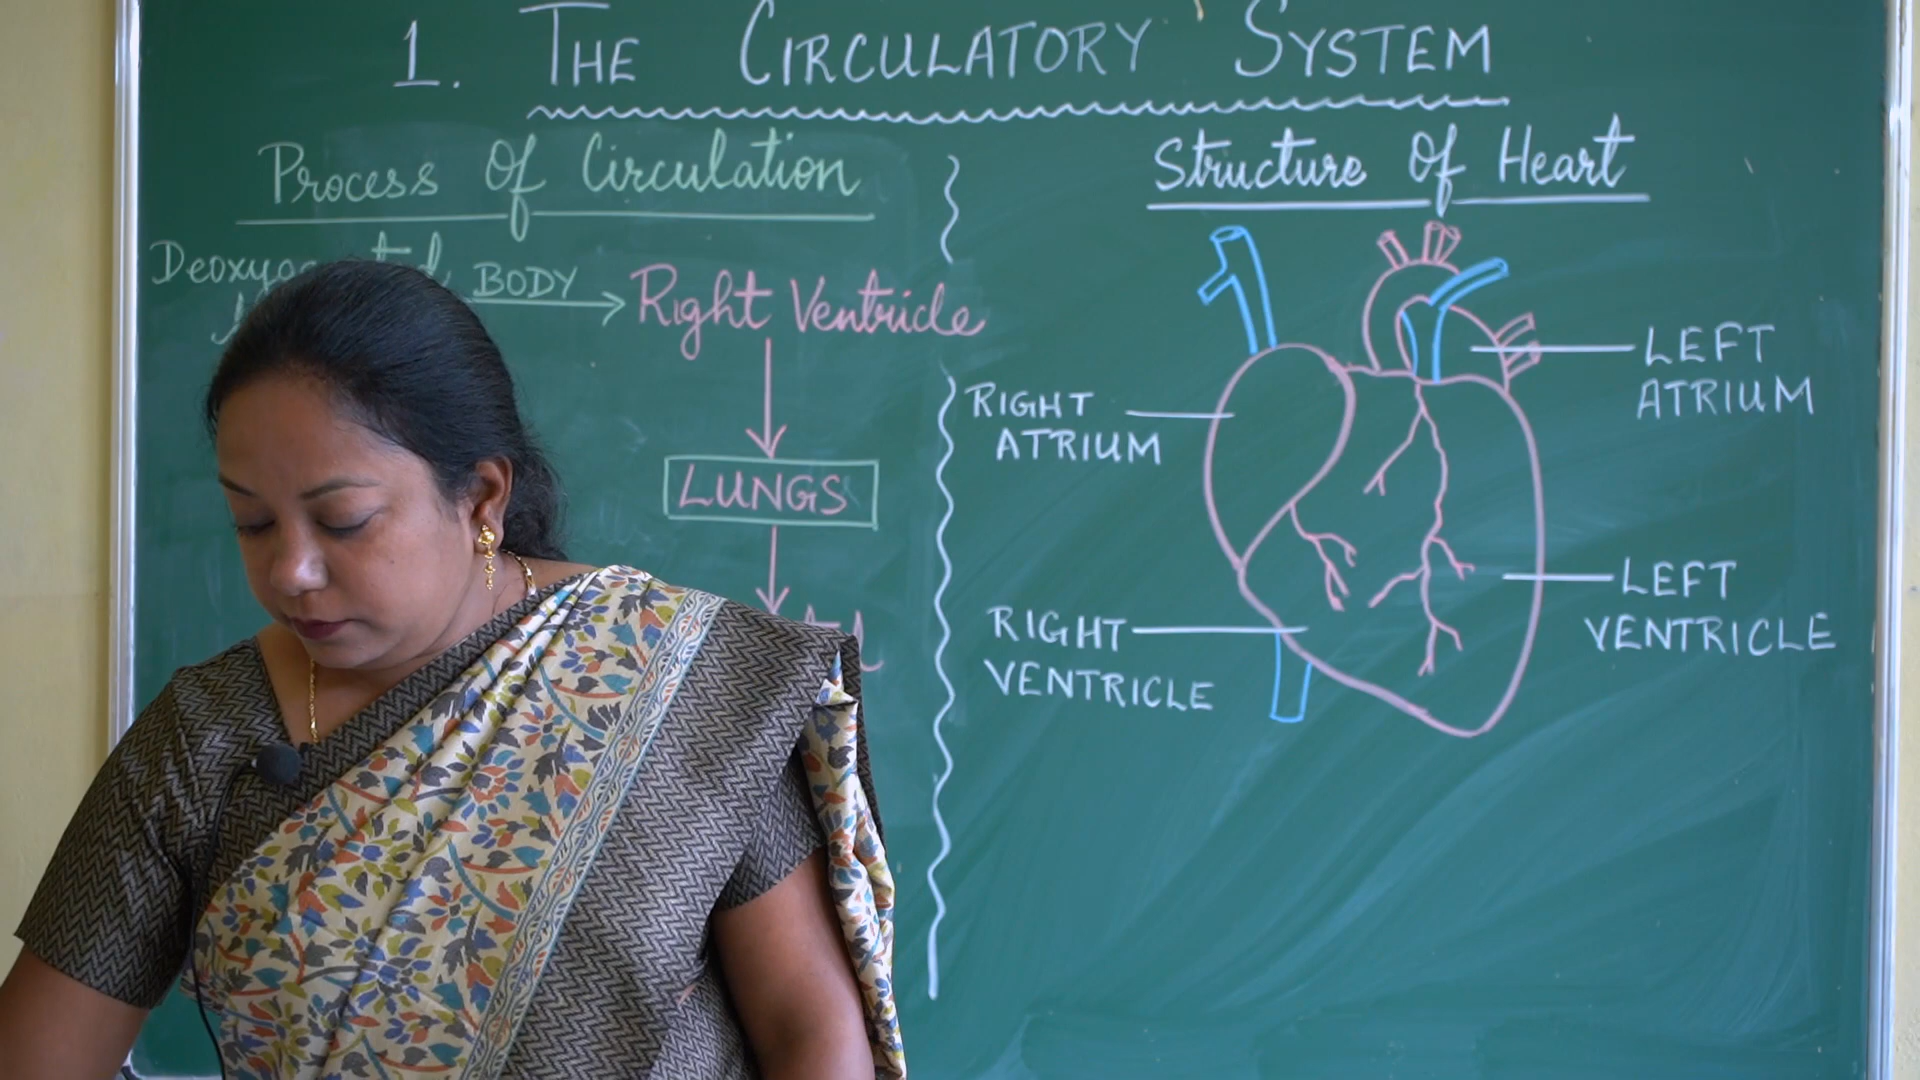 1. THE CIRCULATORY SYSTEM
Process Of Circulation
BODY
Right Ventricle
LUNGS
Structure Of Heart
LEFT
ATRIUM
RIGHT
ATRIUM
LEFT
VENTRICLE
RIGHT
VENTRICLE